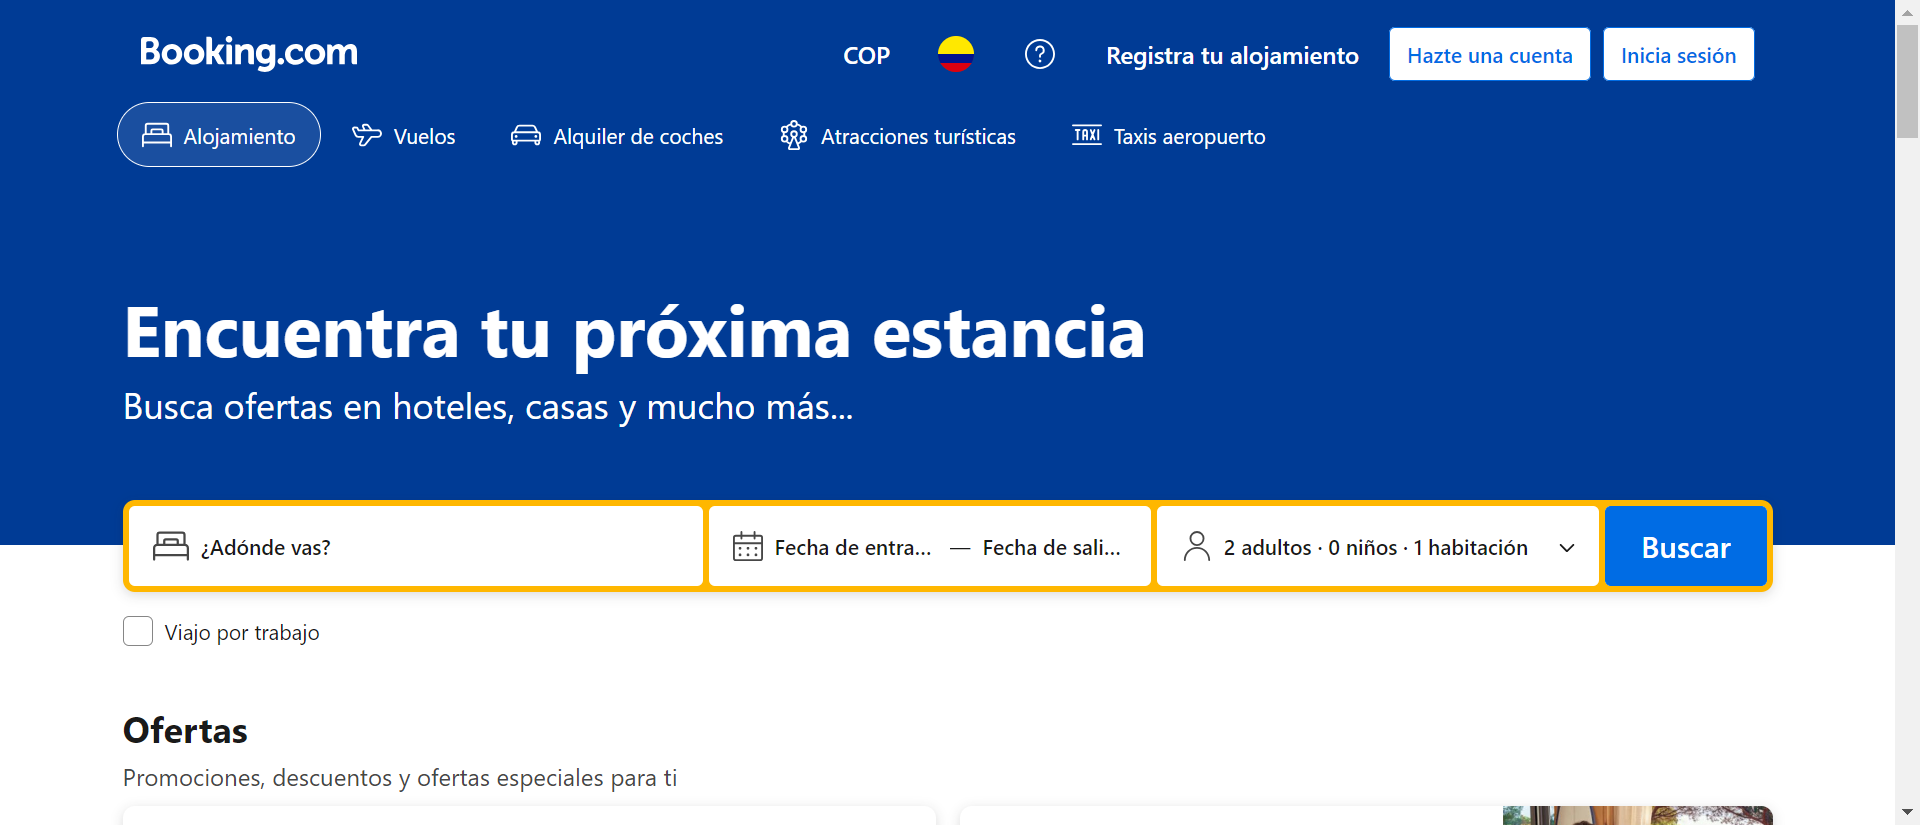 Booking.com
COP
?
Registra tu alojamiento
Hazte una cuenta
Inicia sesión
Alojamiento
Vuelos
Alquiler de coches
Atracciones turísticas
TAXI
Taxis aeropuerto
Encuentra tu próxima estancia
Busca ofertas en hoteles, casas y mucho más...
¿Adónde vas?
Fecha de entra... — Fecha de sali...
2 adultos · 0 niños · 1 habitación
Buscar
Viajo por trabajo
Ofertas
Promociones, descuentos y ofertas especiales para ti